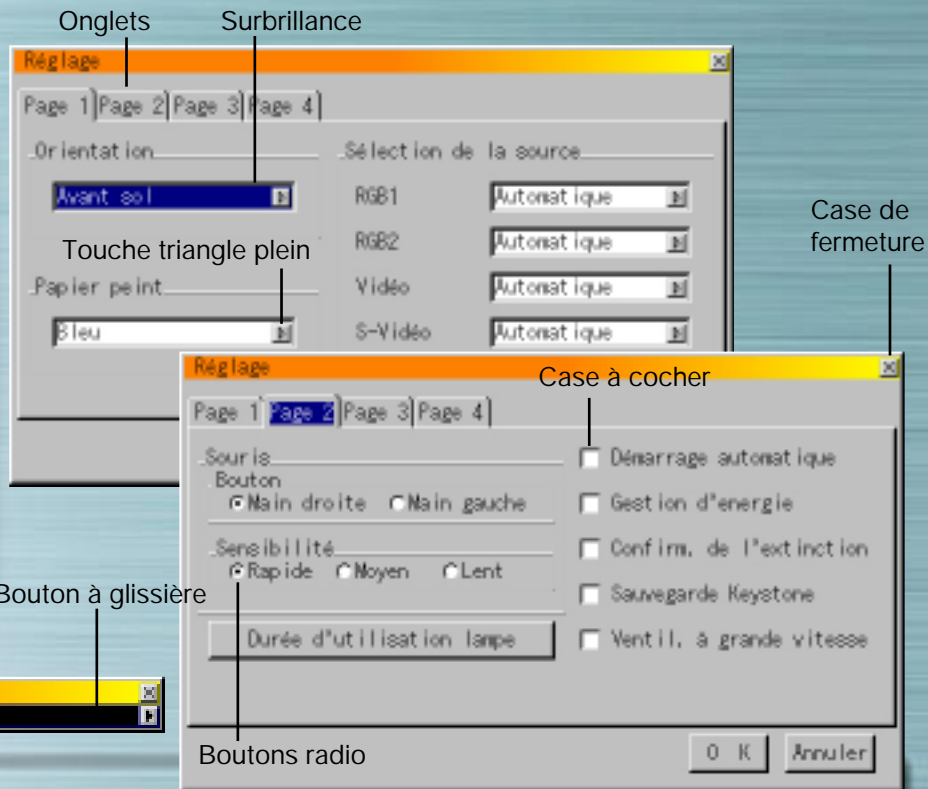 Onglets Surbrillance
Réglage
Page 1 Page 2 Page 3 Page 4
Orientation Sélection de la source
Avant sol RGB1 Automatique
RGB2 Automatique
Touche triangle plein
Papier peint Vidéo Automatique
Bleu S-Vidéo Automatique
Case de
fermeture
Réglage
Case à cocher
Page 1 Page 2 Page 3 Page 4
Souris Démarrage automatique
Bouton
Main droite Main gauche Gestion d'energie
Sensibilité Confirm. de l'extinction
Rapide Moyen Lent
Bouton à glissière Sauvegarde Keystone
Durée d'utilisation lampe Ventil. à grande vitesse
Boutons radio
O K Annuler